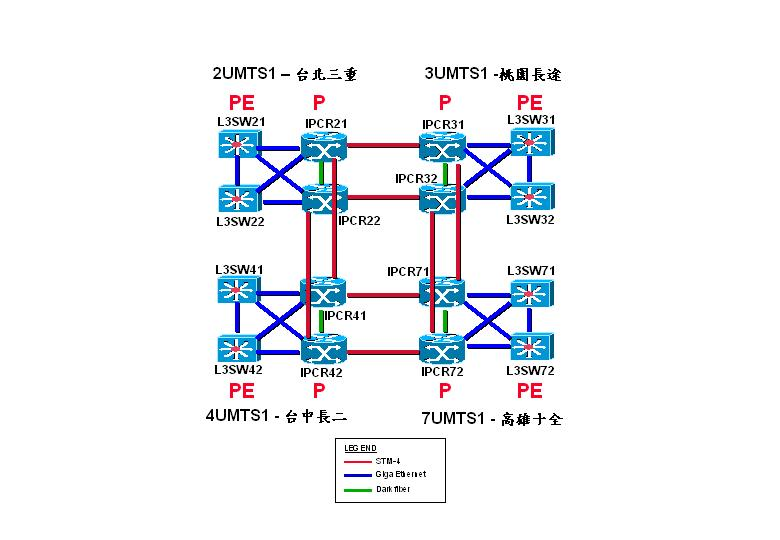 2UMTS1 – 台北三重
3UMTS1 -桃園長途
PE P P PE
L3SW21 IPCR21 IPCR31 L3SW31
IPCR32
L3SW22 IPCR22 L3SW32
L3SW41 IPCR71 L3SW71
IPCR41
L3SW42 IPCR42 IPCR72 L3SW72
PE P P PE
4UMTS1 - 台中長二
7UMTS1 - 高雄十全
LEGEND
STM-4
Giga Ethernet
Dark fiber